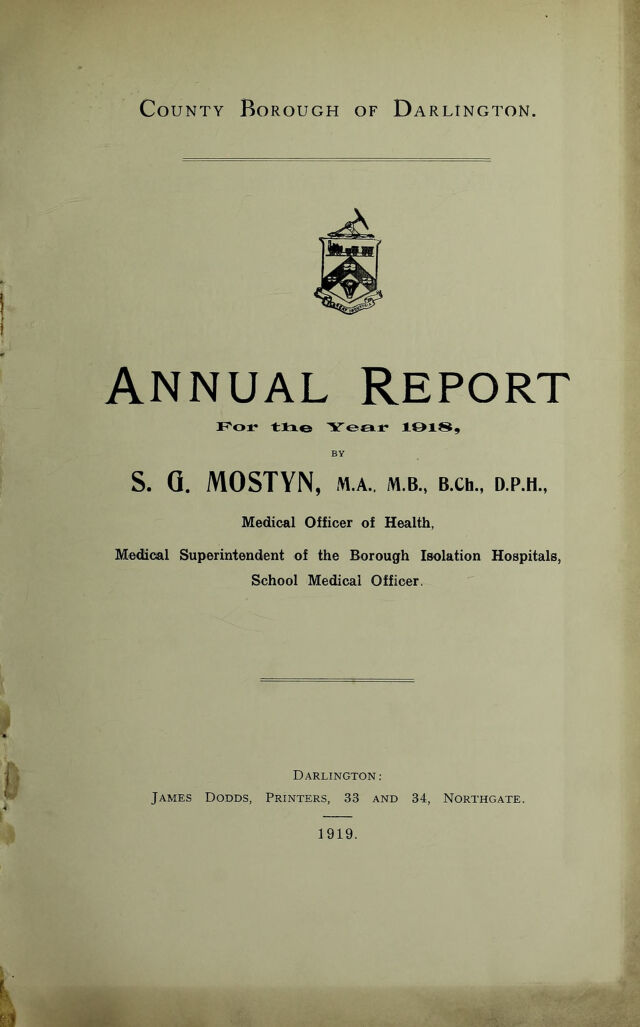 County Borough of Darlington.
Annual Report
For the Year 1918,
BY
S. G. MOSTYN, M.A., M.B., B.Ch., D.P.H.,
Medical Officer of Health,
Medical Superintendent of the Borough Isolation Hospitals,
School Medical Officer.
Darlington:
James Dodds, Printers, 33 and 34, Northgate.
1919.